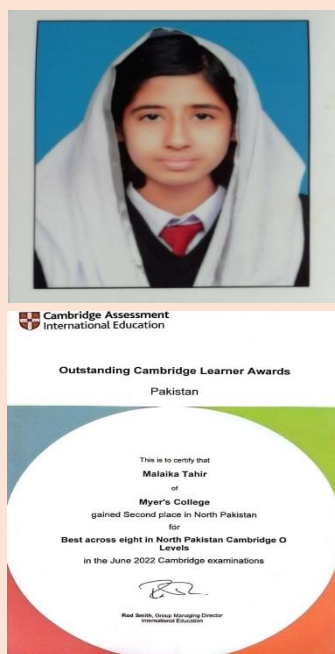 Cambridge Assessment
International Education
Outstanding Cambridge Learner Awards
Pakistan
This is to certify that
Malaika Tahir
of
Myer's College
gained Second place in North Pakistan
for
Best across eight in North Pakistan Cambridge O
Levels
in the June 2022 Cambridge examinations
Rod Smith, Group Managing Director
International Education